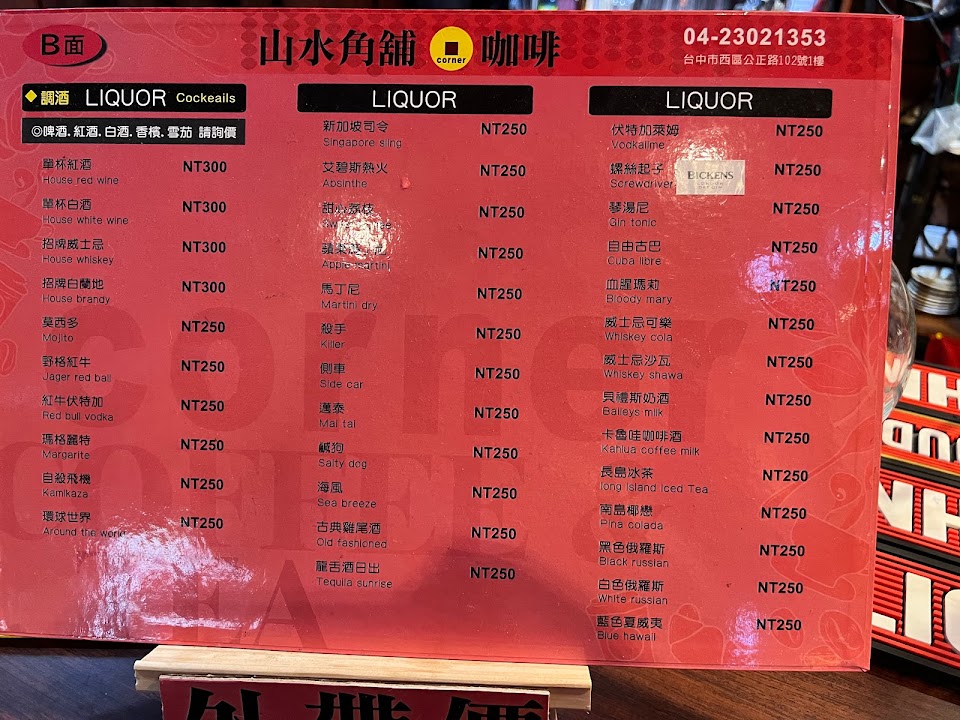 B面
山水角舖 corner 咖啡
04-23021353
台中市西區公正路102號1樓
調酒 LIQUOR Cockeails
◎啤酒.紅酒.白酒.香檳.雪茄 請詢價
單杯紅酒 NT300
House red wine
單杯白酒 NT300
House white wine
招牌威士忌 NT300
House whiskey
招牌白蘭地 NT300
House brandy
莫西多 NT250
Mojito
野格紅牛 NT250
Jager red ball
紅牛伏特加 NT250
Red bull vodka
瑪格麗特 NT250
Margarite
自殺飛機 NT250
Kamikaza
環球世界 NT250
Around the world
LIQUOR
新加坡司令 NT250
Singapore sling
艾碧斯熱火 NT250
Absinthe
甜心荔枝 NT250
NT250
馬丁尼 NT250
Martini dry
殺手 NT250
Killer
側車 NT250
Side car
邁泰 NT250
Mai tai
鹹狗 NT250
Salty dog
海風 NT250
Sea breeze
古典雞尾酒 NT250
Old fashioned
龍舌酒日出 NT250
Tequila sunrise
LIQUOR
伏特加萊姆 NT250
Vodkalime
螺絲起子 NT250
Screwdriver
BICKENS
LONDON
琴湯尼 NT250
Gin tonic
自由古巴 NT250
Cuba libre
血腥瑪莉 NT250
Bloody mary
威士忌可樂 NT250
Whiskey cola
威士忌沙瓦 NT250
Whiskey shawa
貝禮斯奶酒 NT250
Baileys milk
卡魯哇咖啡酒 NT250
Kahlua coffee milk
長島冰茶 NT250
long Island Iced Tea
南島椰戀 NT250
Pina colada
黑色俄羅斯 NT250
Black russian
白色俄羅斯 NT250
White russian
藍色夏威夷 NT250
Blue hawaii
corner
COFFEE &
TEA
外帶價